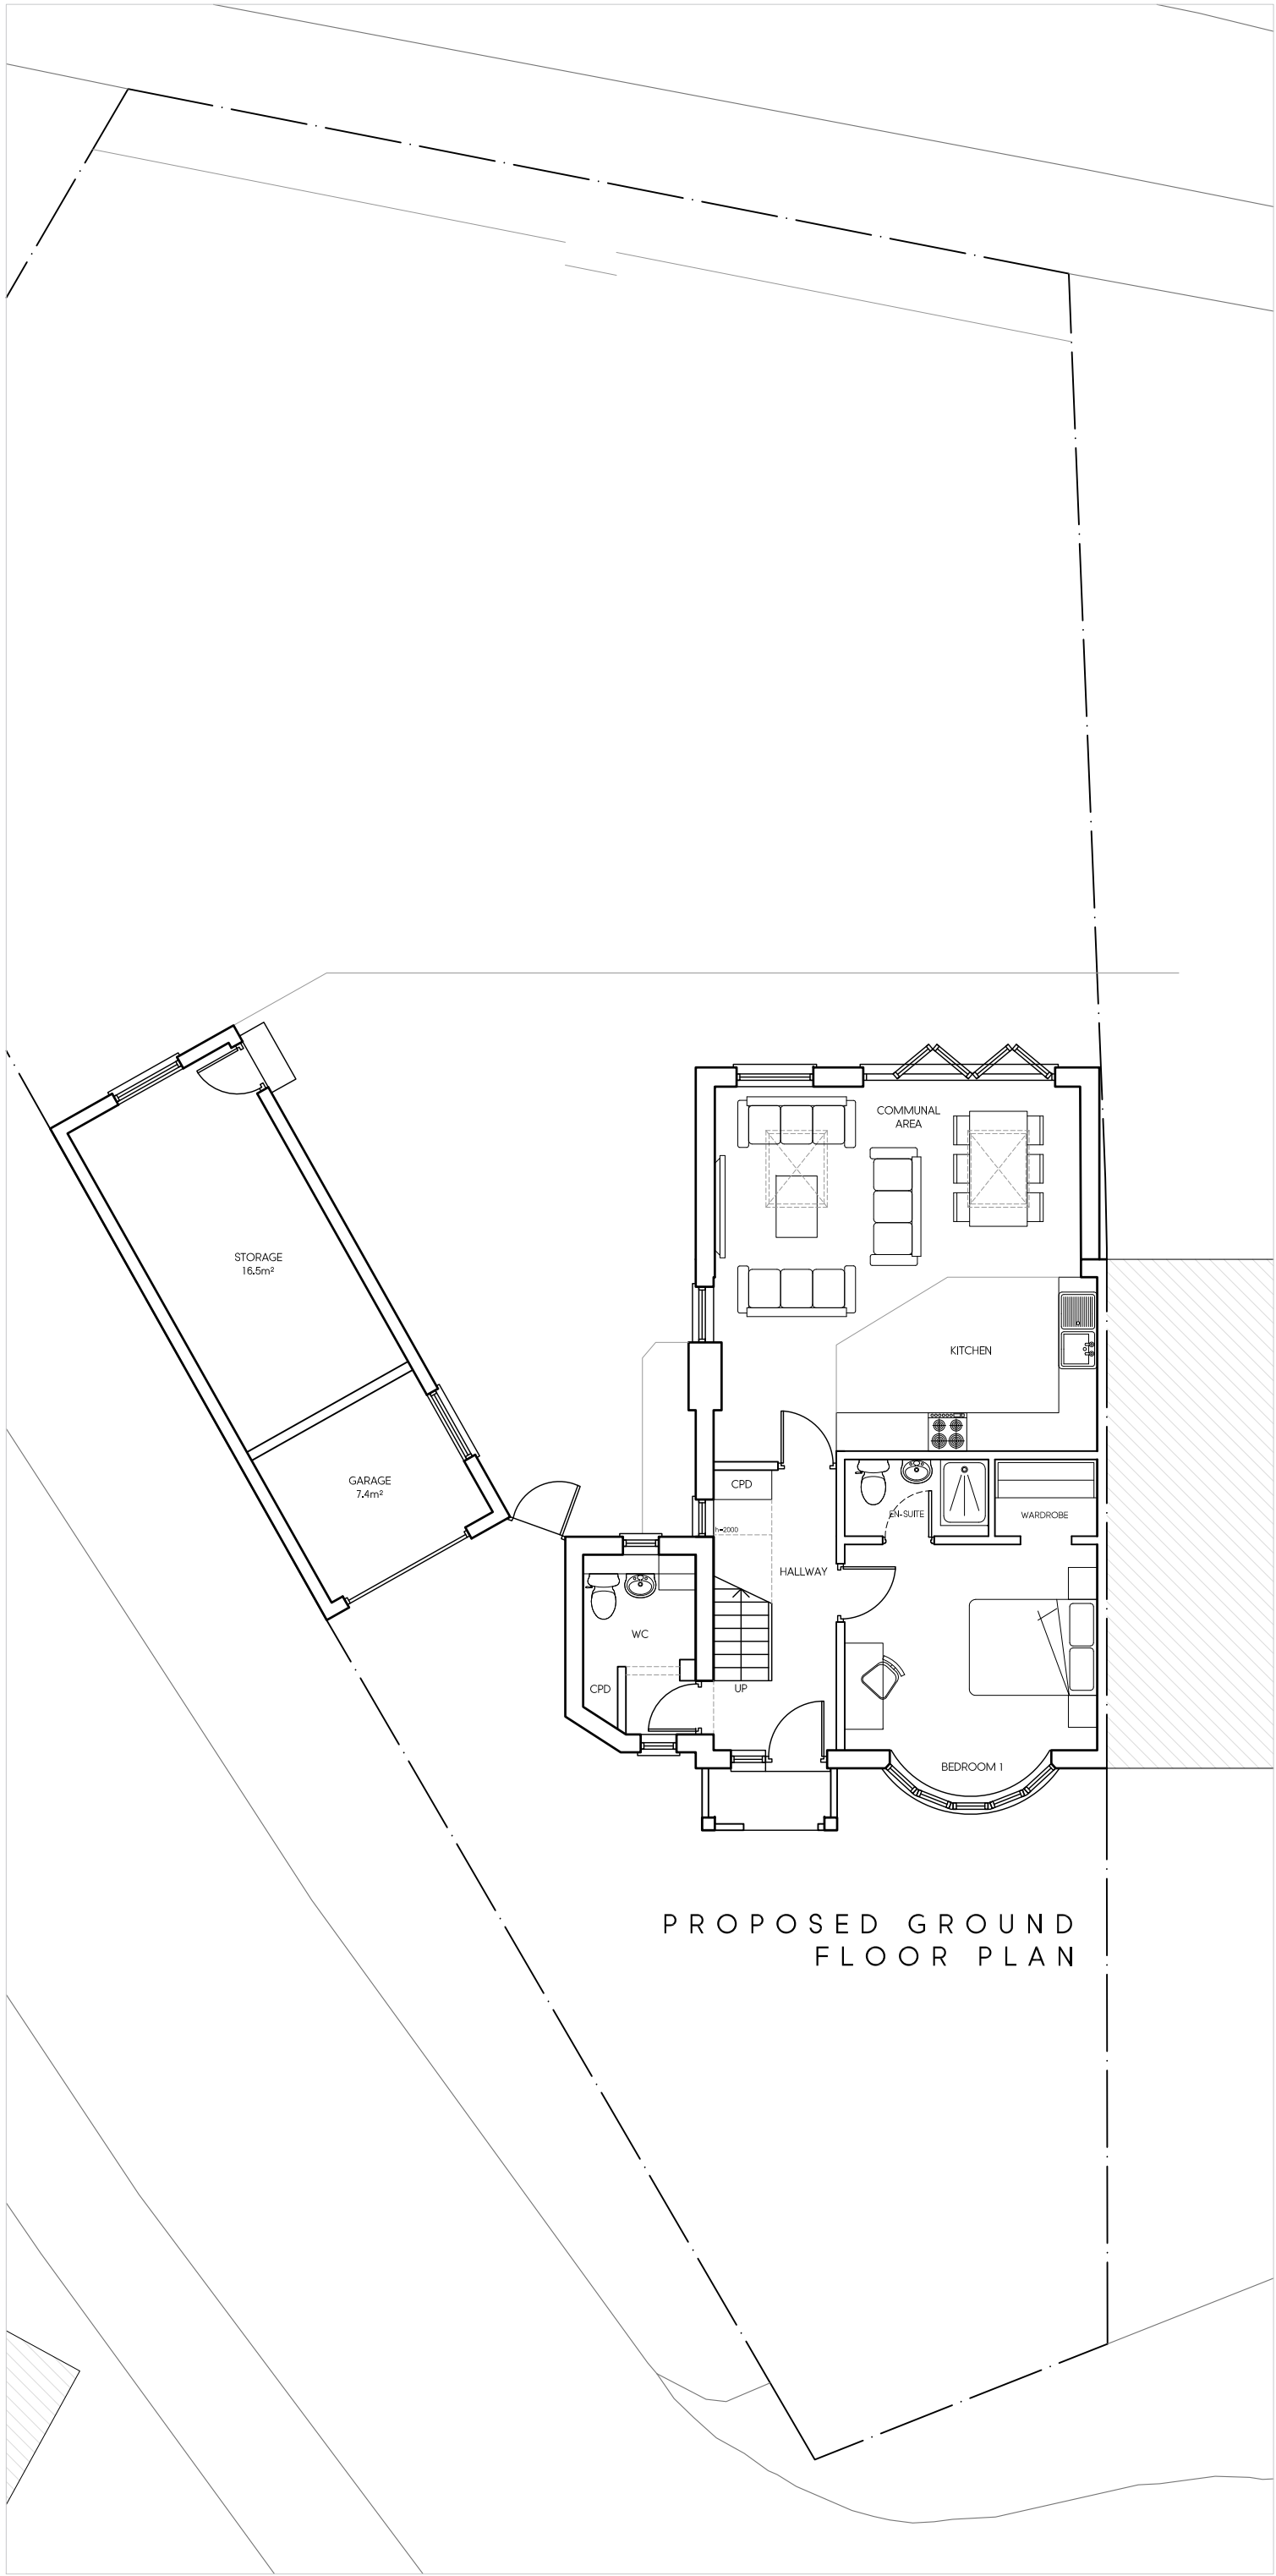 COMMUNAL
AREA
STORAGE
16.5m²
KITCHEN
GARAGE
7.4m²
CPD
EN-SUITE
WARDROBE
h=2000
HALLWAY
WC
CPD
UP
BEDROOM 1
PROPOSED GROUND
FLOOR PLAN